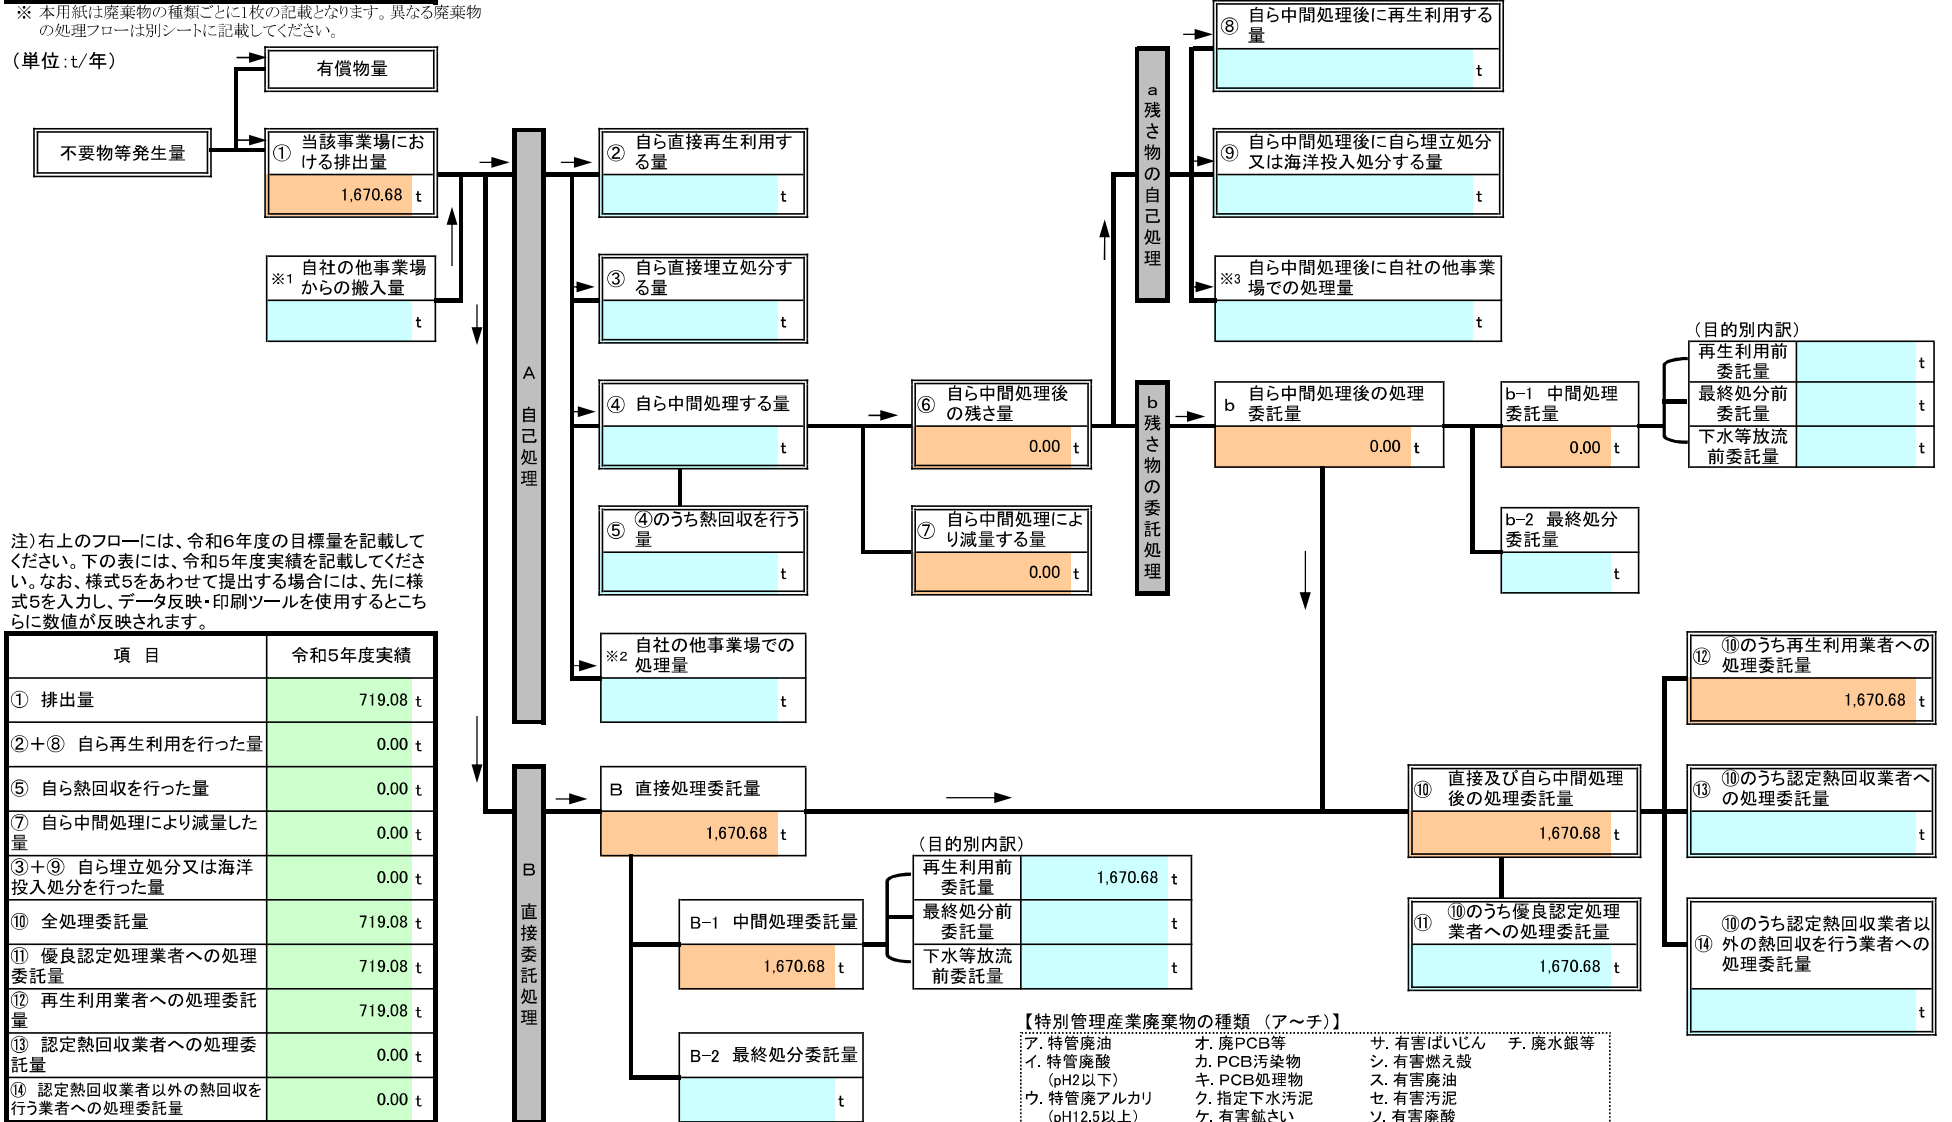 ※ 本用紙は廃棄物の種類ごとに1枚の記載となります。異なる廃棄物
の処理フローは別シートに記載してください。
(単位:t/年)
有償物量
不要物等発生量
① 当該事業場にお
ける排出量
1,670.68 t
※1 自社の他事業場
からの搬入量
t
A 自己処理
② 自ら直接再生利用す
る量
t
③ 自ら直接埋立処分す
る量
t
④ 自ら中間処理する量
t
⑤ ④のうち熱回収を行う
量
t
※2 自社の他事業場での
処理量
t
⑥ 自ら中間処理後
の残さ量
0.00 t
⑦ 自ら中間処理によ
り減量する量
0.00 t
a 残さ物の自己処理
⑧ 自ら中間処理後に再生利用する
量
t
⑨ 自ら中間処理後に自ら埋立処分
又は海洋投入処分する量
t
※3 自ら中間処理後に自社の他事業
場での処理量
t
b 残さ物の委託処理
b 自ら中間処理後の処理
委託量
0.00 t
b-1 中間処理
委託量
0.00 t
(目的別内訳)
再生利用前
委託量
t
最終処分前
委託量
t
下水等放流
前委託量
t
b-2 最終処分
委託量
t
注)右上のフローには、令和6年度の目標量を記載して
ください。下の表には、令和5年度実績を記載してくださ
い。なお、様式5をあわせて提出する場合には、先に様
式5を入力し、データ反映・印刷ツールを使用するとこち
らに数値が反映されます。
項 目 令和5年度実績
① 排出量 719.08 t
②+⑧ 自ら再生利用を行った量 0.00 t
⑤ 自ら熱回収を行った量 0.00 t
⑦ 自ら中間処理により減量した
量 0.00 t
③+⑨ 自ら埋立処分又は海洋
投入処分を行った量 0.00 t
⑩ 全処理委託量 719.08 t
⑪ 優良認定処理業者への処理
委託量 719.08 t
⑫ 再生利用業者への処理委託
量 719.08 t
⑬ 認定熱回収業者への処理委
託量 0.00 t
⑭ 認定熱回収業者以外の熱回収を
行う業者への処理委託量 0.00 t
B 直接委託処理
B 直接処理委託量
1,670.68 t
B-1 中間処理委託量
1,670.68 t
B-2 最終処分委託量
t
(目的別内訳)
再生利用前
委託量
1,670.68 t
最終処分前
委託量
t
下水等放流
前委託量
t
⑩ 直接及び自ら中間処理
後の処理委託量
1,670.68 t
⑪ ⑩のうち優良認定処理
業者への処理委託量
1,670.68 t
⑫ ⑩のうち再生利用業者への
処理委託量
1,670.68 t
⑬ ⑩のうち認定熱回収業者へ
の処理委託量
t
⑭ ⑩のうち認定熱回収業者以
外の熱回収を行う業者への
処理委託量
t
【特別管理産業廃棄物の種類 (ア~チ)】
ア. 特管廃油 オ. 廃PCB等 サ. 有害ばいじん チ. 廃水銀等
イ. 特管廃酸 カ. PCB汚染物 シ. 有害燃え殻
(pH2以下) キ. PCB処理物 ス. 有害廃油
ウ. 特管廃アルカリ ク. 指定下水汚泥 セ. 有害汚泥
(pH12.5以上) ケ. 有害鉱さい ソ. 有害廃酸